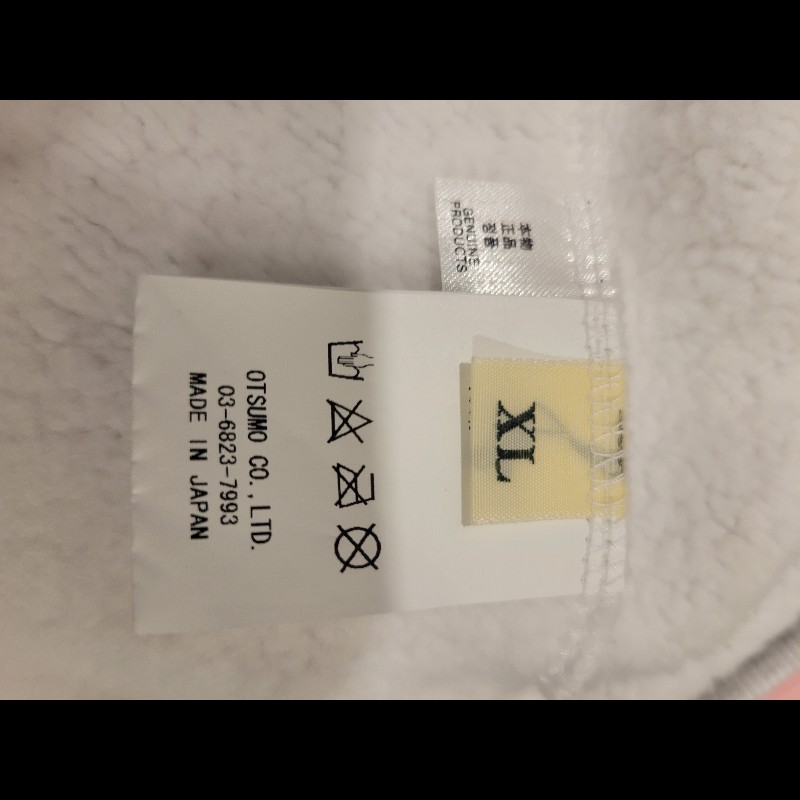 本物
正品
정품
GENUINE
PRODUCTS
XL
OTSUMO CO.,LTD.
03-6823-7993
MADE IN JAPAN